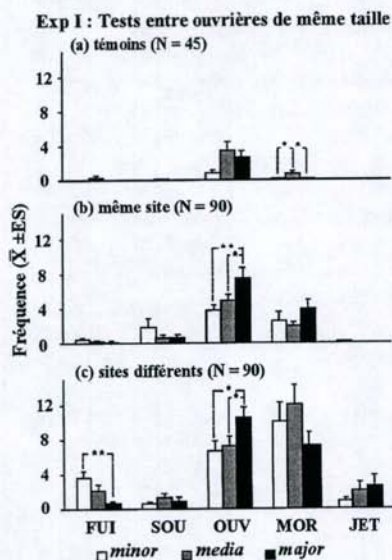 Exp I : Tests entre ouvrières de même taille
(a) témoins (N = 45)
12
8
4
0
* *
(b) même site (N = 90)
12
8
4
0
**
*
(c) sites différents (N = 90)
12
8
4
0
**
*
*
Fréquence (X̅ ±ES)
FUI SOU OUV MOR JET
minor media major